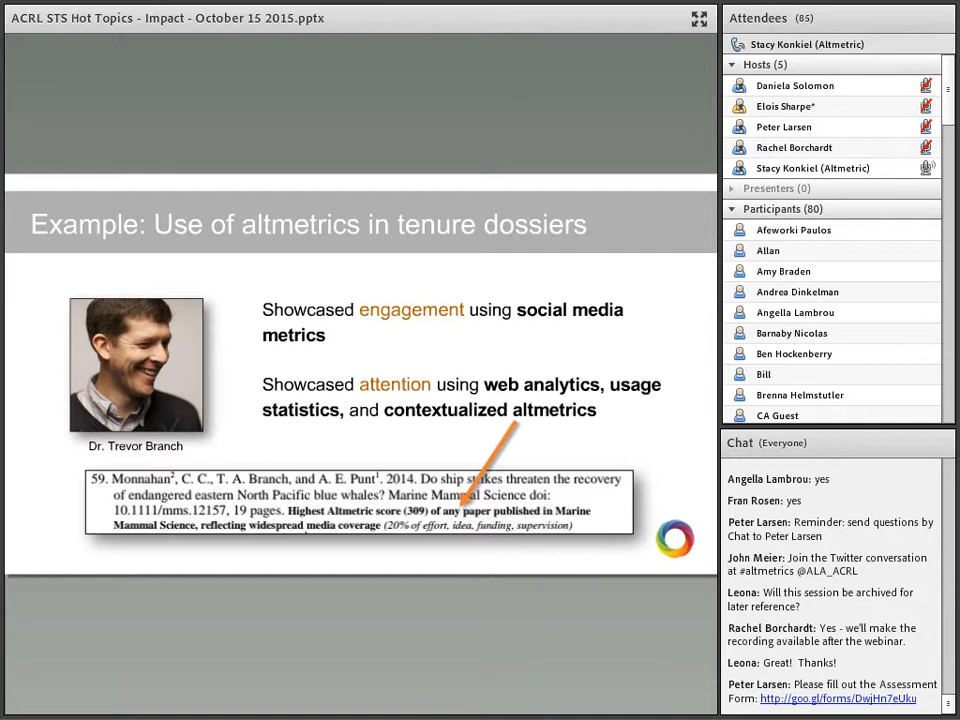 ACRL STS Hot Topics - Impact - October 15 2015.pptx
Example: Use of altmetrics in tenure dossiers
Showcased engagement using social media
metrics
Showcased attention using web analytics, usage
statistics, and contextualized altmetrics
Dr. Trevor Branch
59. Monnahan², C. C., T. A. Branch, and A. E. Punt¹. 2014. Do ship strikes threaten the recovery
of endangered eastern North Pacific blue whales? Marine Mammal Science doi:
10.1111/mms.12157, 19 pages. Highest Altmetric score (309) of any paper published in Marine
Mammal Science, reflecting widespread media coverage (20% of effort, idea, funding, supervision)
Attendees (85)
Stacy Konkiel (Altmetric)
Hosts (5)
Daniela Solomon
Elois Sharpe*
Peter Larsen
Rachel Borchardt
Stacy Konkiel (Altmetric)
Presenters (0)
Participants (80)
Afeworki Paulos
Allan
Amy Braden
Andrea Dinkelman
Angella Lambrou
Barnaby Nicolas
Ben Hockenberry
Bill
Brenna Helmstutler
CA Guest
Chat (Everyone)
Angella Lambrou: yes
Fran Rosen: yes
Peter Larsen: Reminder: send questions by
Chat to Peter Larsen
John Meier: Join the Twitter conversation
at #altmetrics @ALA_ACRL
Leona: Will this session be archived for
later reference?
Rachel Borchardt: Yes - we'll make the
recording available after the webinar.
Leona: Great! Thanks!
Peter Larsen: Please fill out the Assessment
Form: http://goo.gl/forms/DwjHn7eUku